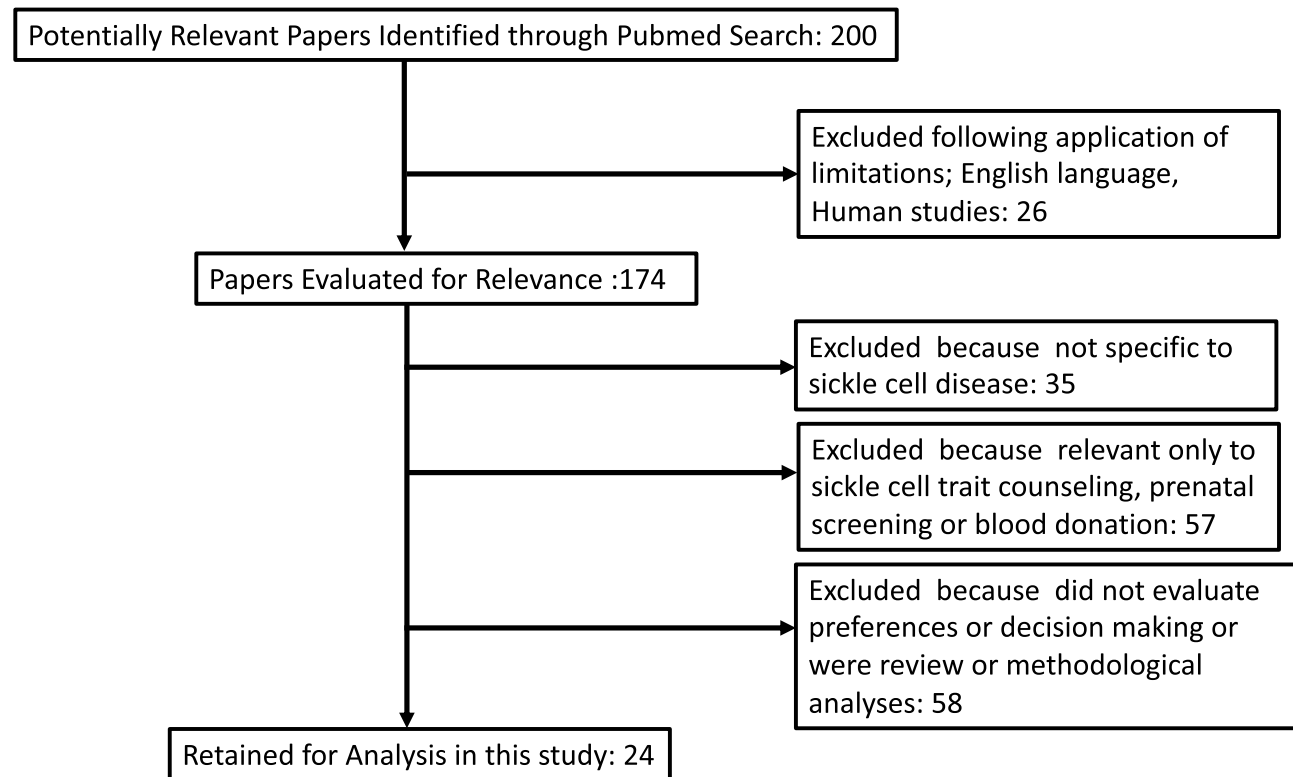 Potentially Relevant Papers Identified through Pubmed Search: 200
Excluded following application of
limitations; English language,
Human studies: 26
Papers Evaluated for Relevance :174
Excluded  because  not specific to
sickle cell disease: 35
Excluded  because  relevant only to
sickle cell trait counseling, prenatal
screening or blood donation: 57
Excluded  because  did not evaluate
preferences or decision making or
were review or methodological
analyses: 58
Retained for Analysis in this study: 24